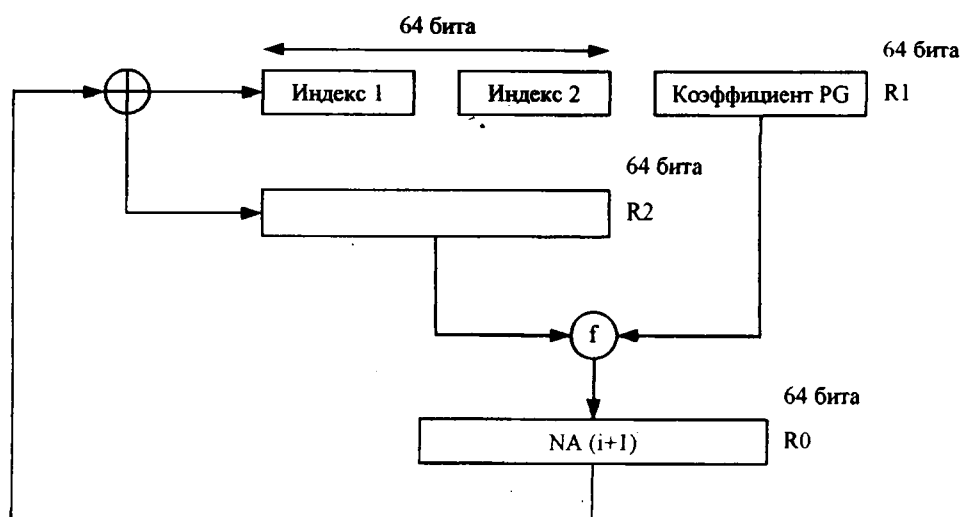 64 бита
64 бита
Индекс 1
Индекс 2
Коэффициент PG
R1
64 бита
R2
f
64 бита
NA (i+1)
R0